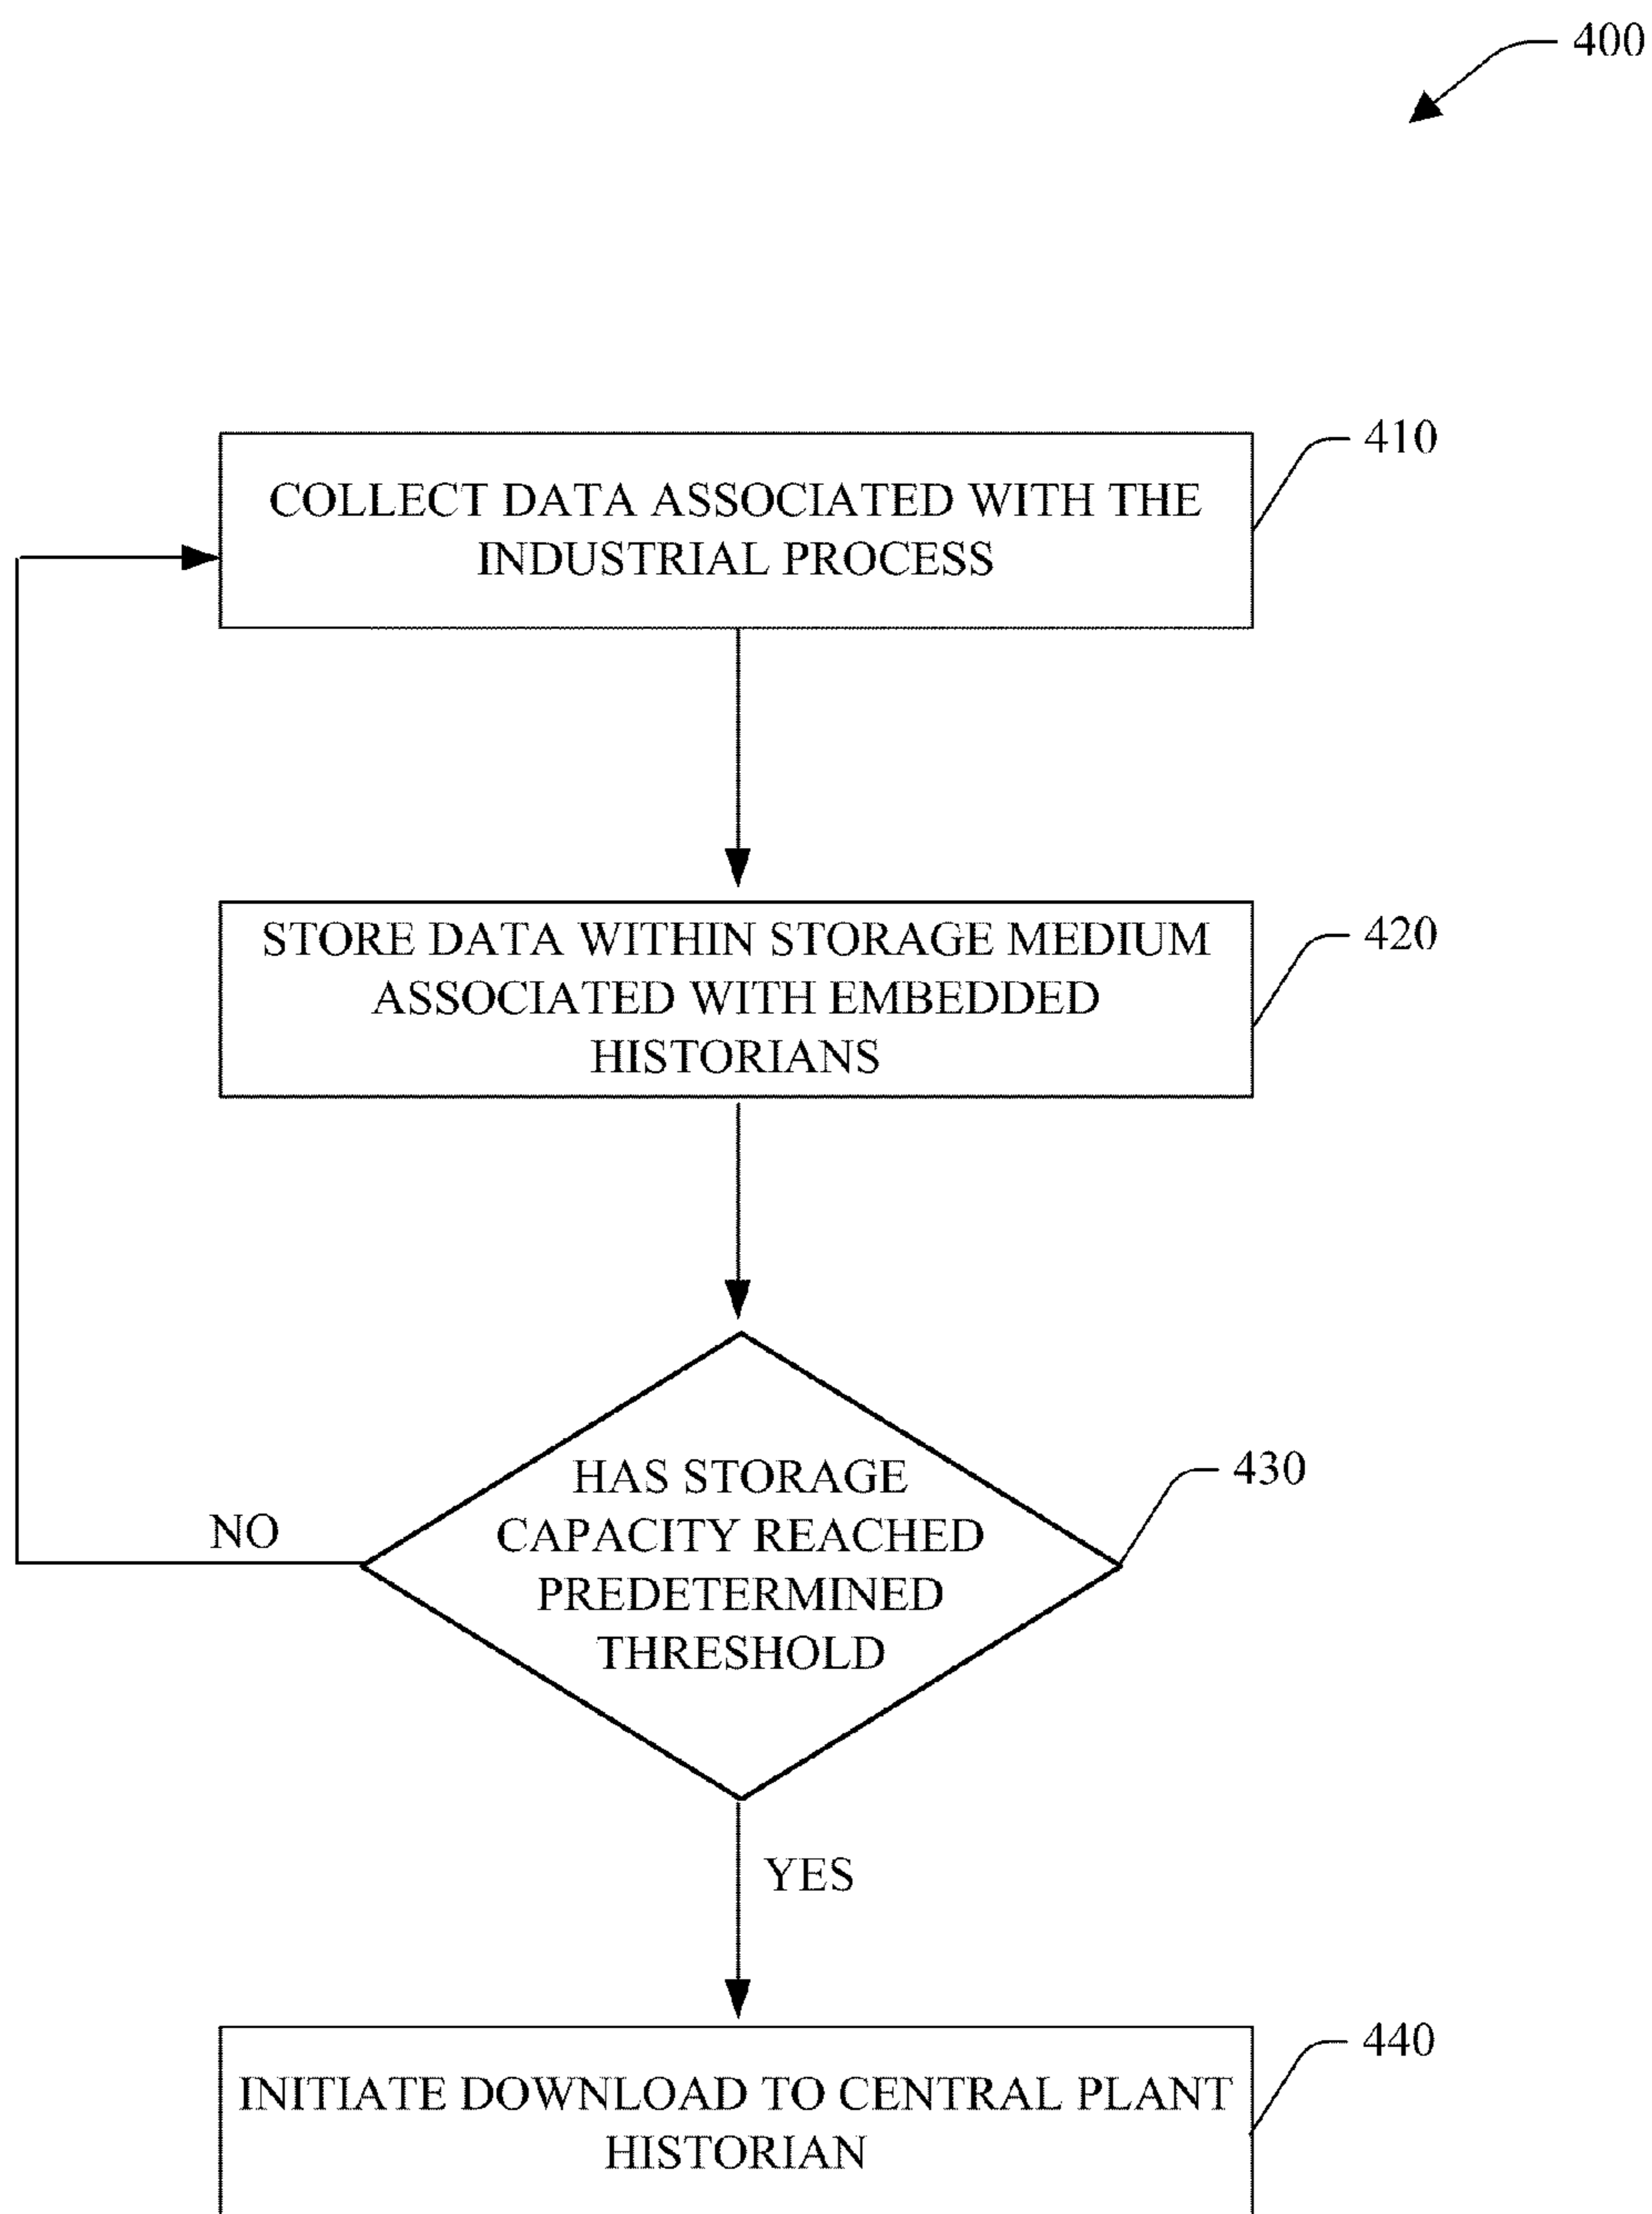 400
410
COLLECT DATA ASSOCIATED WITH THE
INDUSTRIAL PROCESS
420
STORE DATA WITHIN STORAGE MEDIUM
ASSOCIATED WITH EMBEDDED
HISTORIANS
430
HAS STORAGE
CAPACITY REACHED
PREDETERMINED
THRESHOLD
NO
YES
440
INITIATE DOWNLOAD TO CENTRAL PLANT
HISTORIAN